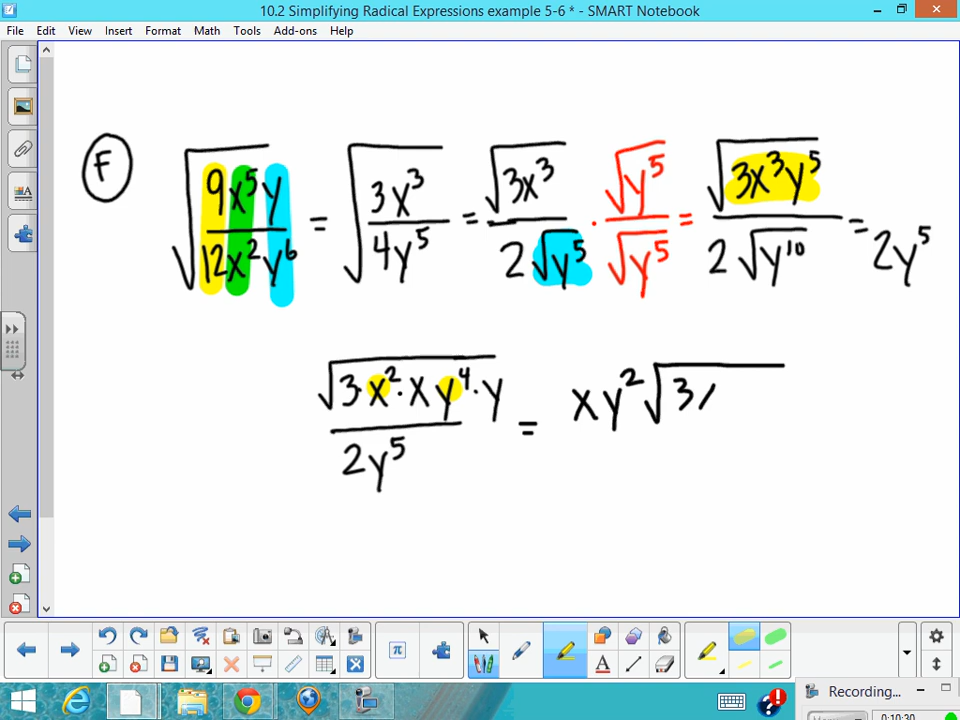 10.2 Simplifying Radical Expressions example 5-6 * - SMART Notebook
File Edit View Insert Format Math Tools Add-ons Help
F √(9x⁵y/12x²y⁶) = √(3x³/4y⁵) = √3x³/2√y⁵ · √y⁵/√y⁵ = √3x³y⁵/2√y¹⁰ = 2y⁵
√3·x²·xy⁴·y/2y⁵ = xy²√3
Recording...
0:10:30